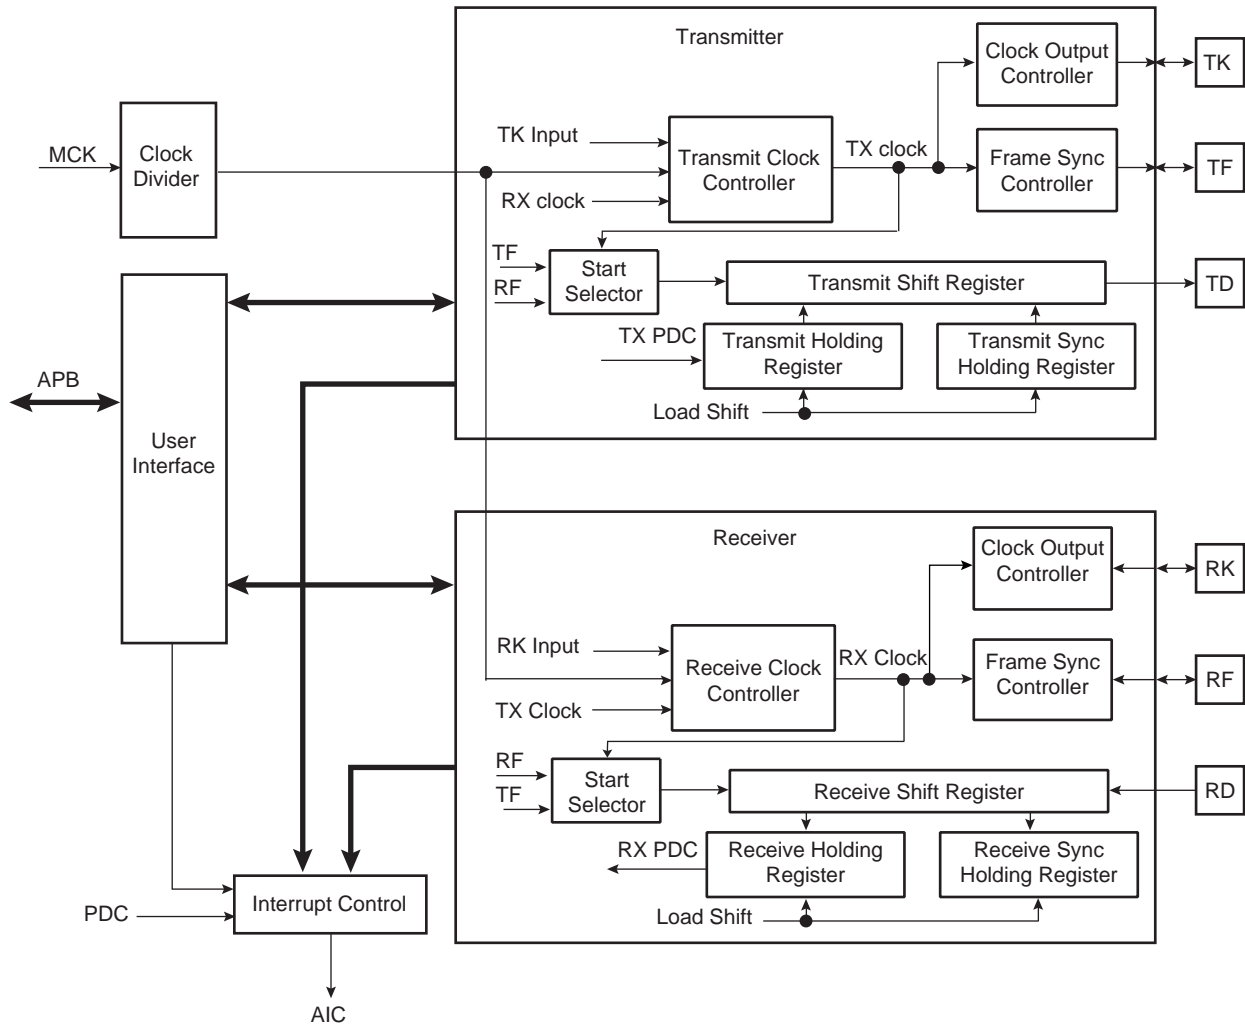 Transmitter
Clock Output
Controller
TK
MCK
Clock
Divider
TK Input
Transmit Clock
Controller
RX clock
TX clock
Frame Sync
Controller
TF
TF
RF
Start
Selector
Transmit Shift Register
TD
TX PDC
Transmit Holding
Register
Transmit Sync
Holding Register
Load Shift
APB
User
Interface
Receiver
Clock Output
Controller
RK
RK Input
Receive Clock
Controller
TX Clock
RX Clock
Frame Sync
Controller
RF
RF
TF
Start
Selector
Receive Shift Register
RD
RX PDC
Receive Holding
Register
Receive Sync
Holding Register
Load Shift
PDC
Interrupt Control
AIC